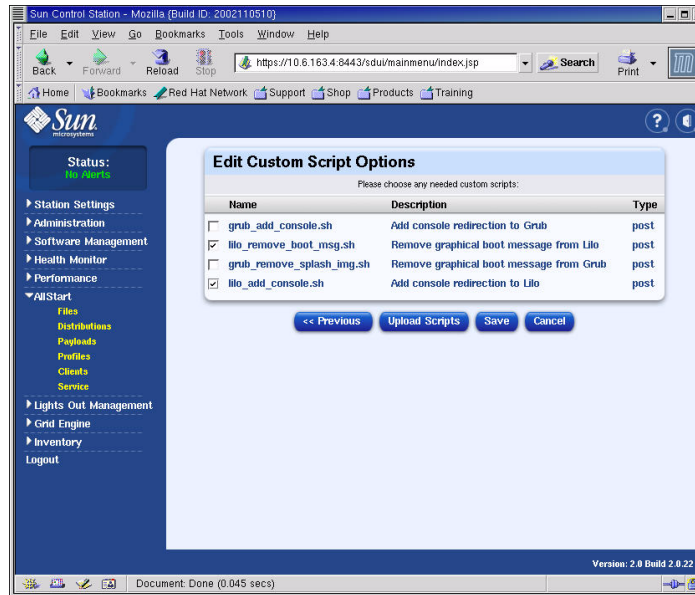 Sun Control Station - Mozilla {Build ID: 2002110510}
File Edit View Go Bookmarks Tools Window Help
Back Forward Reload Stop https://10.6.163.4:8443/sdui/mainmenu/index.jsp Search Print
Home Bookmarks Red Hat Network Support Shop Products Training
Sun
microsystems
?
Status:
No Alerts
Station Settings
Administration
Software Management
Health Monitor
Performance
AllStart
Files
Distributions
Payloads
Profiles
Clients
Service
Lights Out Management
Grid Engine
Inventory
Logout
Edit Custom Script Options
Please choose any needed custom scripts:
Name Description Type
grub_add_console.sh Add console redirection to Grub post
lilo_remove_boot_msg.sh Remove graphical boot message from Lilo post
grub_remove_splash_img.sh Remove graphical boot message from Grub post
lilo_add_console.sh Add console redirection to Lilo post
<< Previous Upload Scripts Save Cancel
Version: 2.0 Build 2.0.22
Document: Done (0.045 secs)